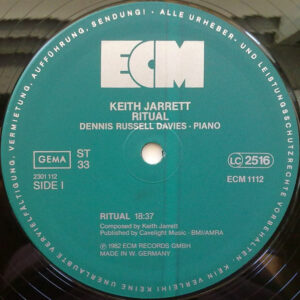 ECM
KEITH JARRETT
RITUAL
DENNIS RUSSELL DAVIES - PIANO
GEMA
ST
33
2301 112
SIDE I
LC 2516
ECM 1112
RITUAL 18:37
Composed by Keith Jarrett
Published by Cavelight Music - BMI/AMRA
℗ 1982 ECM RECORDS GMBH
MADE IN W. GERMANY
ALLE URHEBER- UND LEISTUNGSSCHUTZRECHTE VORBEHALTEN. KEIN VERLEIH! KEINE UNERLAUBTE VERVIELFÄLTIGUNG, VERMIETUNG, AUFFÜHRUNG, SENDUNG!